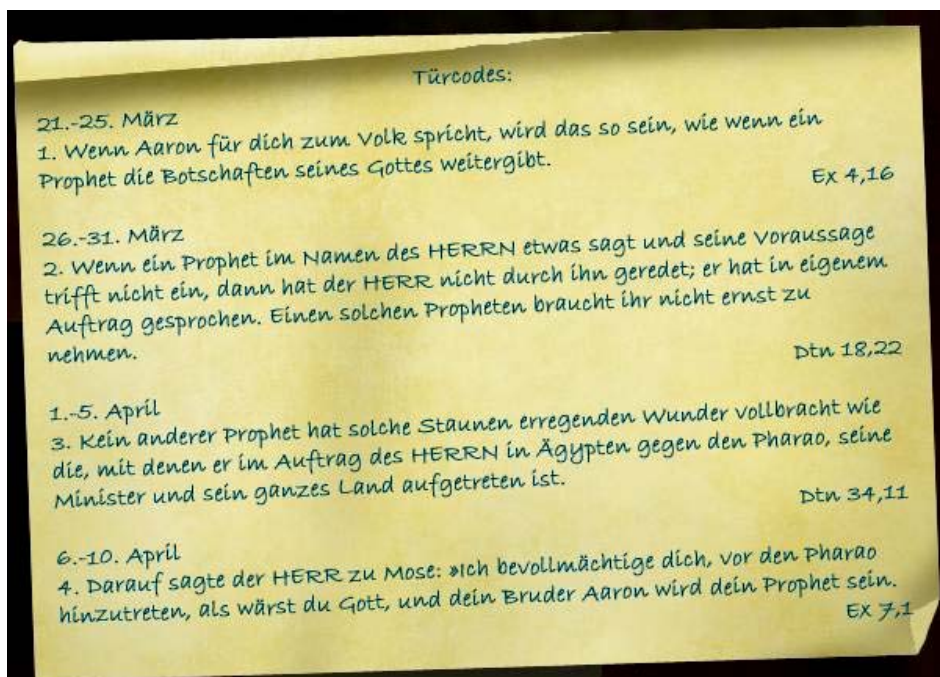 Türcodes:
21.-25. März
1. Wenn Aaron für dich zum Volk spricht, wird das so sein, wie wenn ein
Prophet die Botschaften seines Gottes weitergibt.
Ex 4,16
26.-31. März
2. Wenn ein Prophet im Namen des HERRN etwas sagt und seine Voraussage
trifft nicht ein, dann hat der HERR nicht durch ihn geredet; er hat in eigenem
Auftrag gesprochen. Einen solchen Propheten braucht ihr nicht ernst zu
nehmen.
Dtn 18,22
1.-5. April
3. Kein anderer Prophet hat solche Staunen erregenden Wunder vollbracht wie
die, mit denen er im Auftrag des HERRN in Ägypten gegen den Pharao, seine
Minister und sein ganzes Land aufgetreten ist.
Dtn 34,11
6.-10. April
4. Darauf sagte der HERR zu Mose: »Ich bevollmächtige dich, vor den Pharao
hinzutreten, als wärst du Gott, und dein Bruder Aaron wird dein Prophet sein.
Ex 7,1